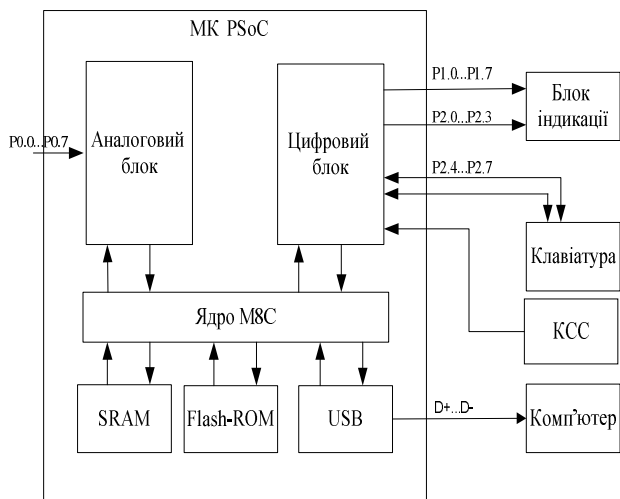 МК PSoC
P1.0...P1.7
Блок
індикації
P2.0...P2.3
Аналоговий
блок
Цифровий
блок
P0.0...P0.7
P2.4...P2.7
Клавіатура
Ядро M8C
КСС
SRAM
Flash-ROM
USB
D+...D-
Комп'ютер